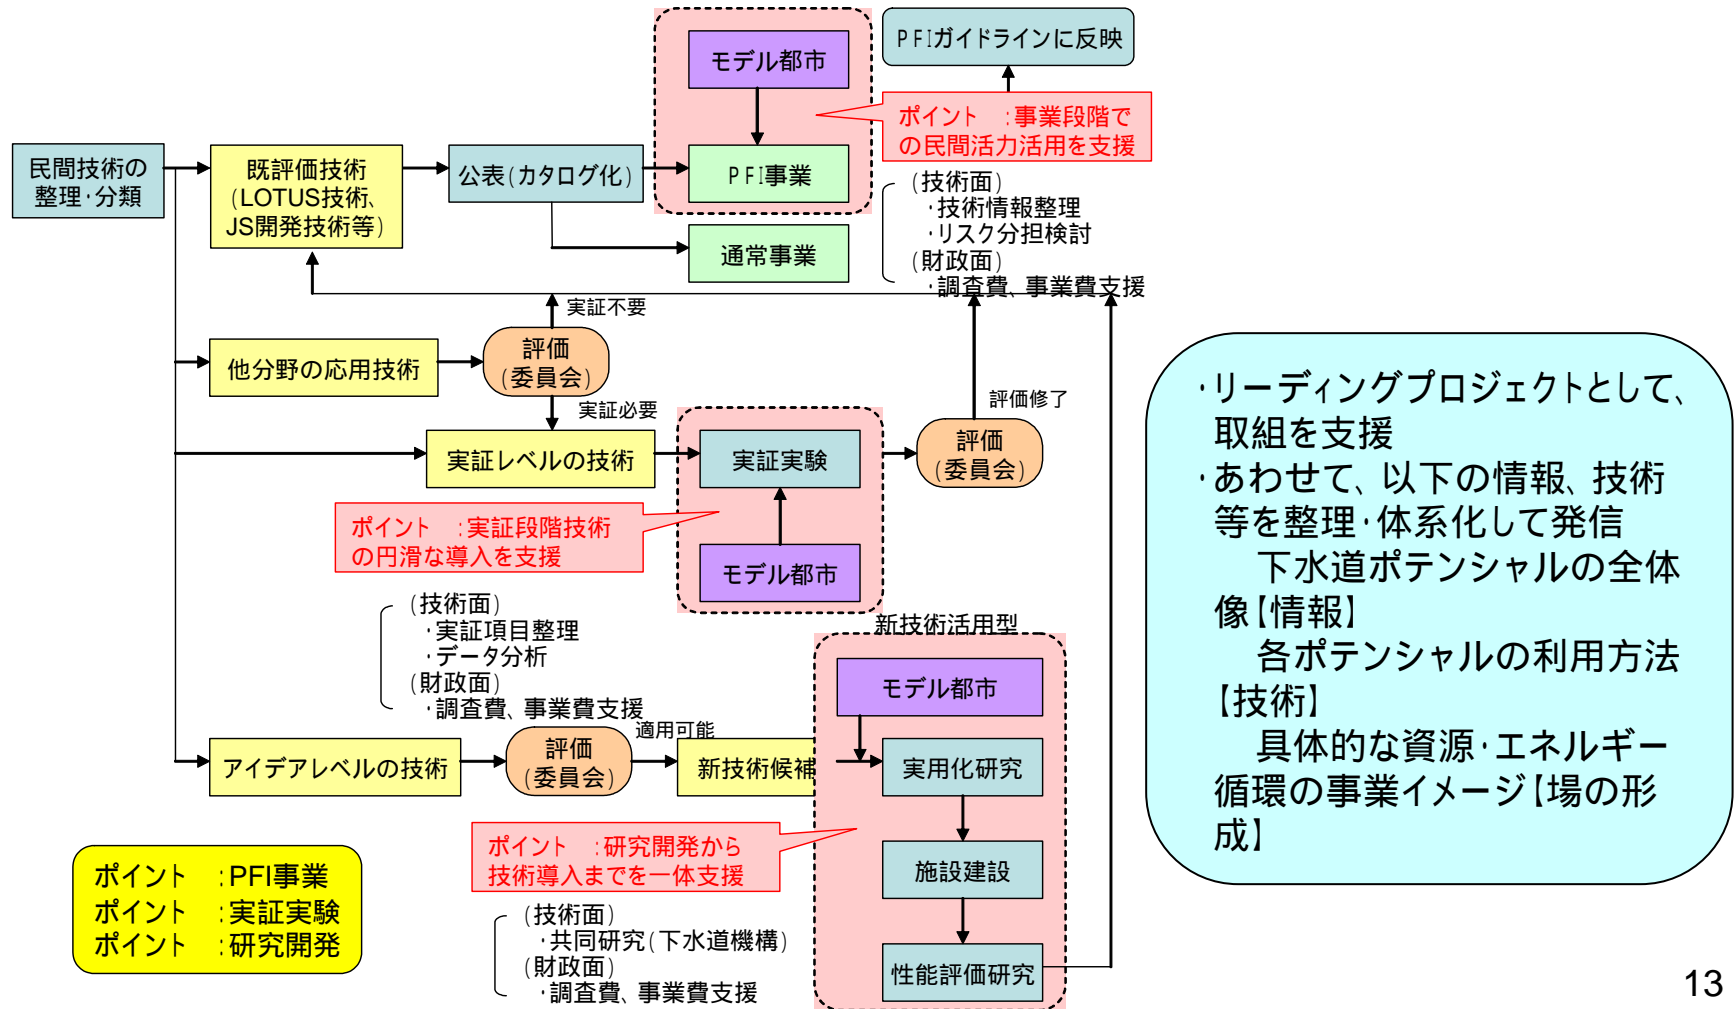 モデル都市
PFIガイドラインに反映
ポイント　:事業段階で
の民間活力活用を支援
民間技術の
整理・分類
既評価技術
(LOTUS技術、
JS開発技術等)
公表(カタログ化)
PFI事業
通常事業
(技術面)
・技術情報整理
・リスク分担検討
(財政面)
・調査費、事業費支援
実証不要
他分野の応用技術
評価
(委員会)
実証必要
評価修了
実証レベルの技術
実証実験
評価
(委員会)
ポイント　:実証段階技術
の円滑な導入を支援
モデル都市
(技術面)
・実証項目整理
・データ分析
(財政面)
・調査費、事業費支援
新技術活用型
モデル都市
アイデアレベルの技術
評価
(委員会)
適用可能
新技術候補
実用化研究
ポイント　:研究開発から
技術導入までを一体支援
施設建設
(技術面)
・共同研究(下水道機構)
(財政面)
・調査費、事業費支援
性能評価研究
ポイント　:PFI事業
ポイント　:実証実験
ポイント　:研究開発
・リーディングプロジェクトとして、
取組を支援
・あわせて、以下の情報、技術
等を整理・体系化して発信
下水道ポテンシャルの全体
像【情報】
各ポテンシャルの利用方法
【技術】
具体的な資源・エネルギー
循環の事業イメージ【場の形
成】
13